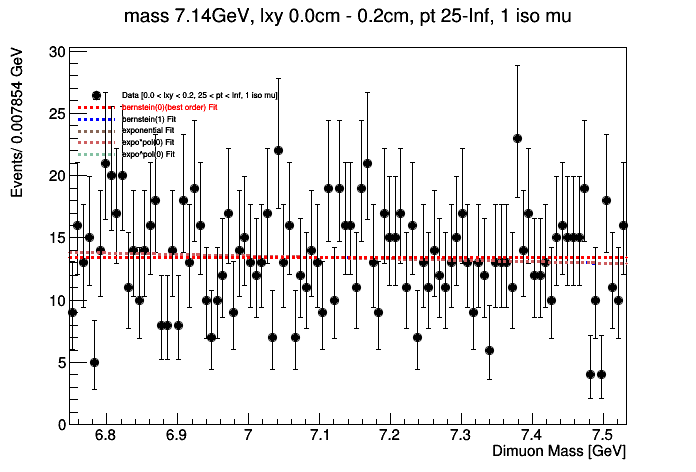 mass 7.14GeV, lxy 0.0cm - 0.2cm, pt 25-Inf, 1 iso mu
Events/ 0.007854 GeV
30
25
20
15
10
5
0
Data [0.0 < lxy < 0.2, 25 < pt < Inf, 1 iso mu]
bernstein(0)(best order) Fit
bernstein(1) Fit
exponential Fit
expo*pol(0) Fit
expo^pol(0) Fit
6.8 6.9 7 7.1 7.2 7.3 7.4 7.5
Dimuon Mass [GeV]